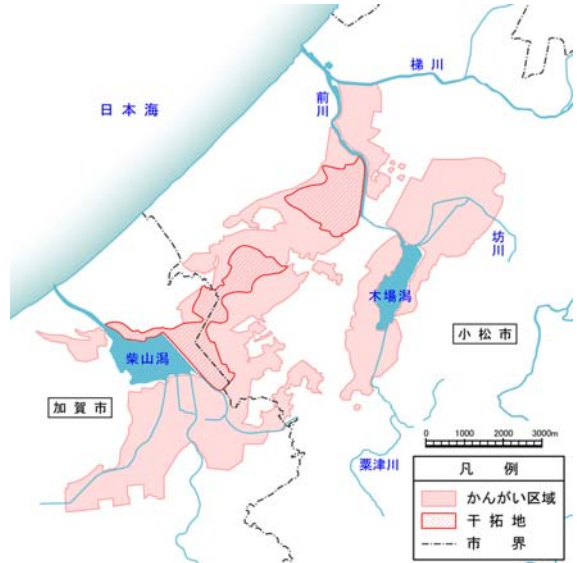 梯川
前川
日本海
坊川
木場潟
小松市
柴山潟
加賀市
粟津川
0 1000 2000 3000m
凡 例
かんがい区域
干拓地
市界